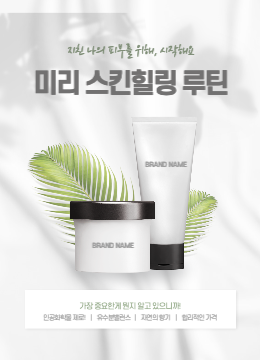 지친 나의 피부를 위해, 시작해요
미리 스킨힐링 루틴
BRAND NAME
BRAND NAME
가장 중요한게 뭔지 알고 있으니까!
인공화학물 제로! | 유수분밸런스 | 자연의 향기 | 합리적인 가격